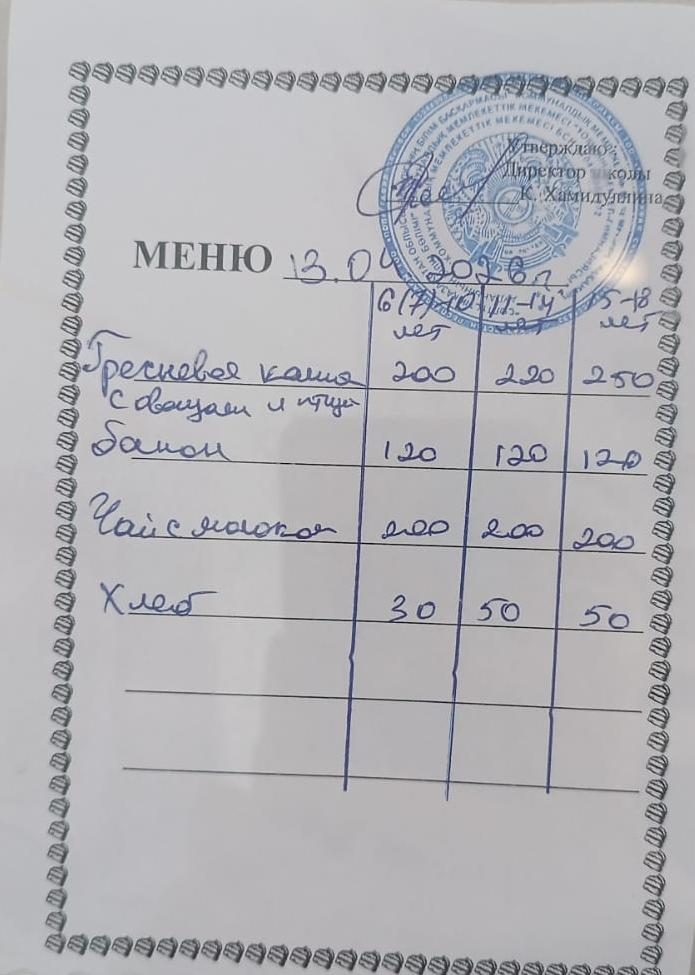 Утверждаю:
Директор школы
К. Хамидуллина
МЕНЮ 13.04.2026г.
6(7)-10 лет 11-14 лет 15-18 лет
Гречневая каша 200 220 250
с овощами и птицей
банан 120 120 120
Чай с молоком 200 200 200
Хлеб 30 50 50